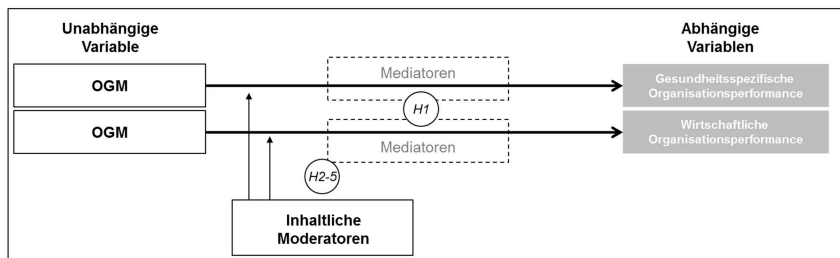 Unabhängige
Variable
Abhängige
Variablen
OGM
Mediatoren
Gesundheitsspezifische
Organisationsperformance
H1
OGM
Mediatoren
Wirtschaftliche
Organisationsperformance
H2-5
Inhaltliche
Moderatoren